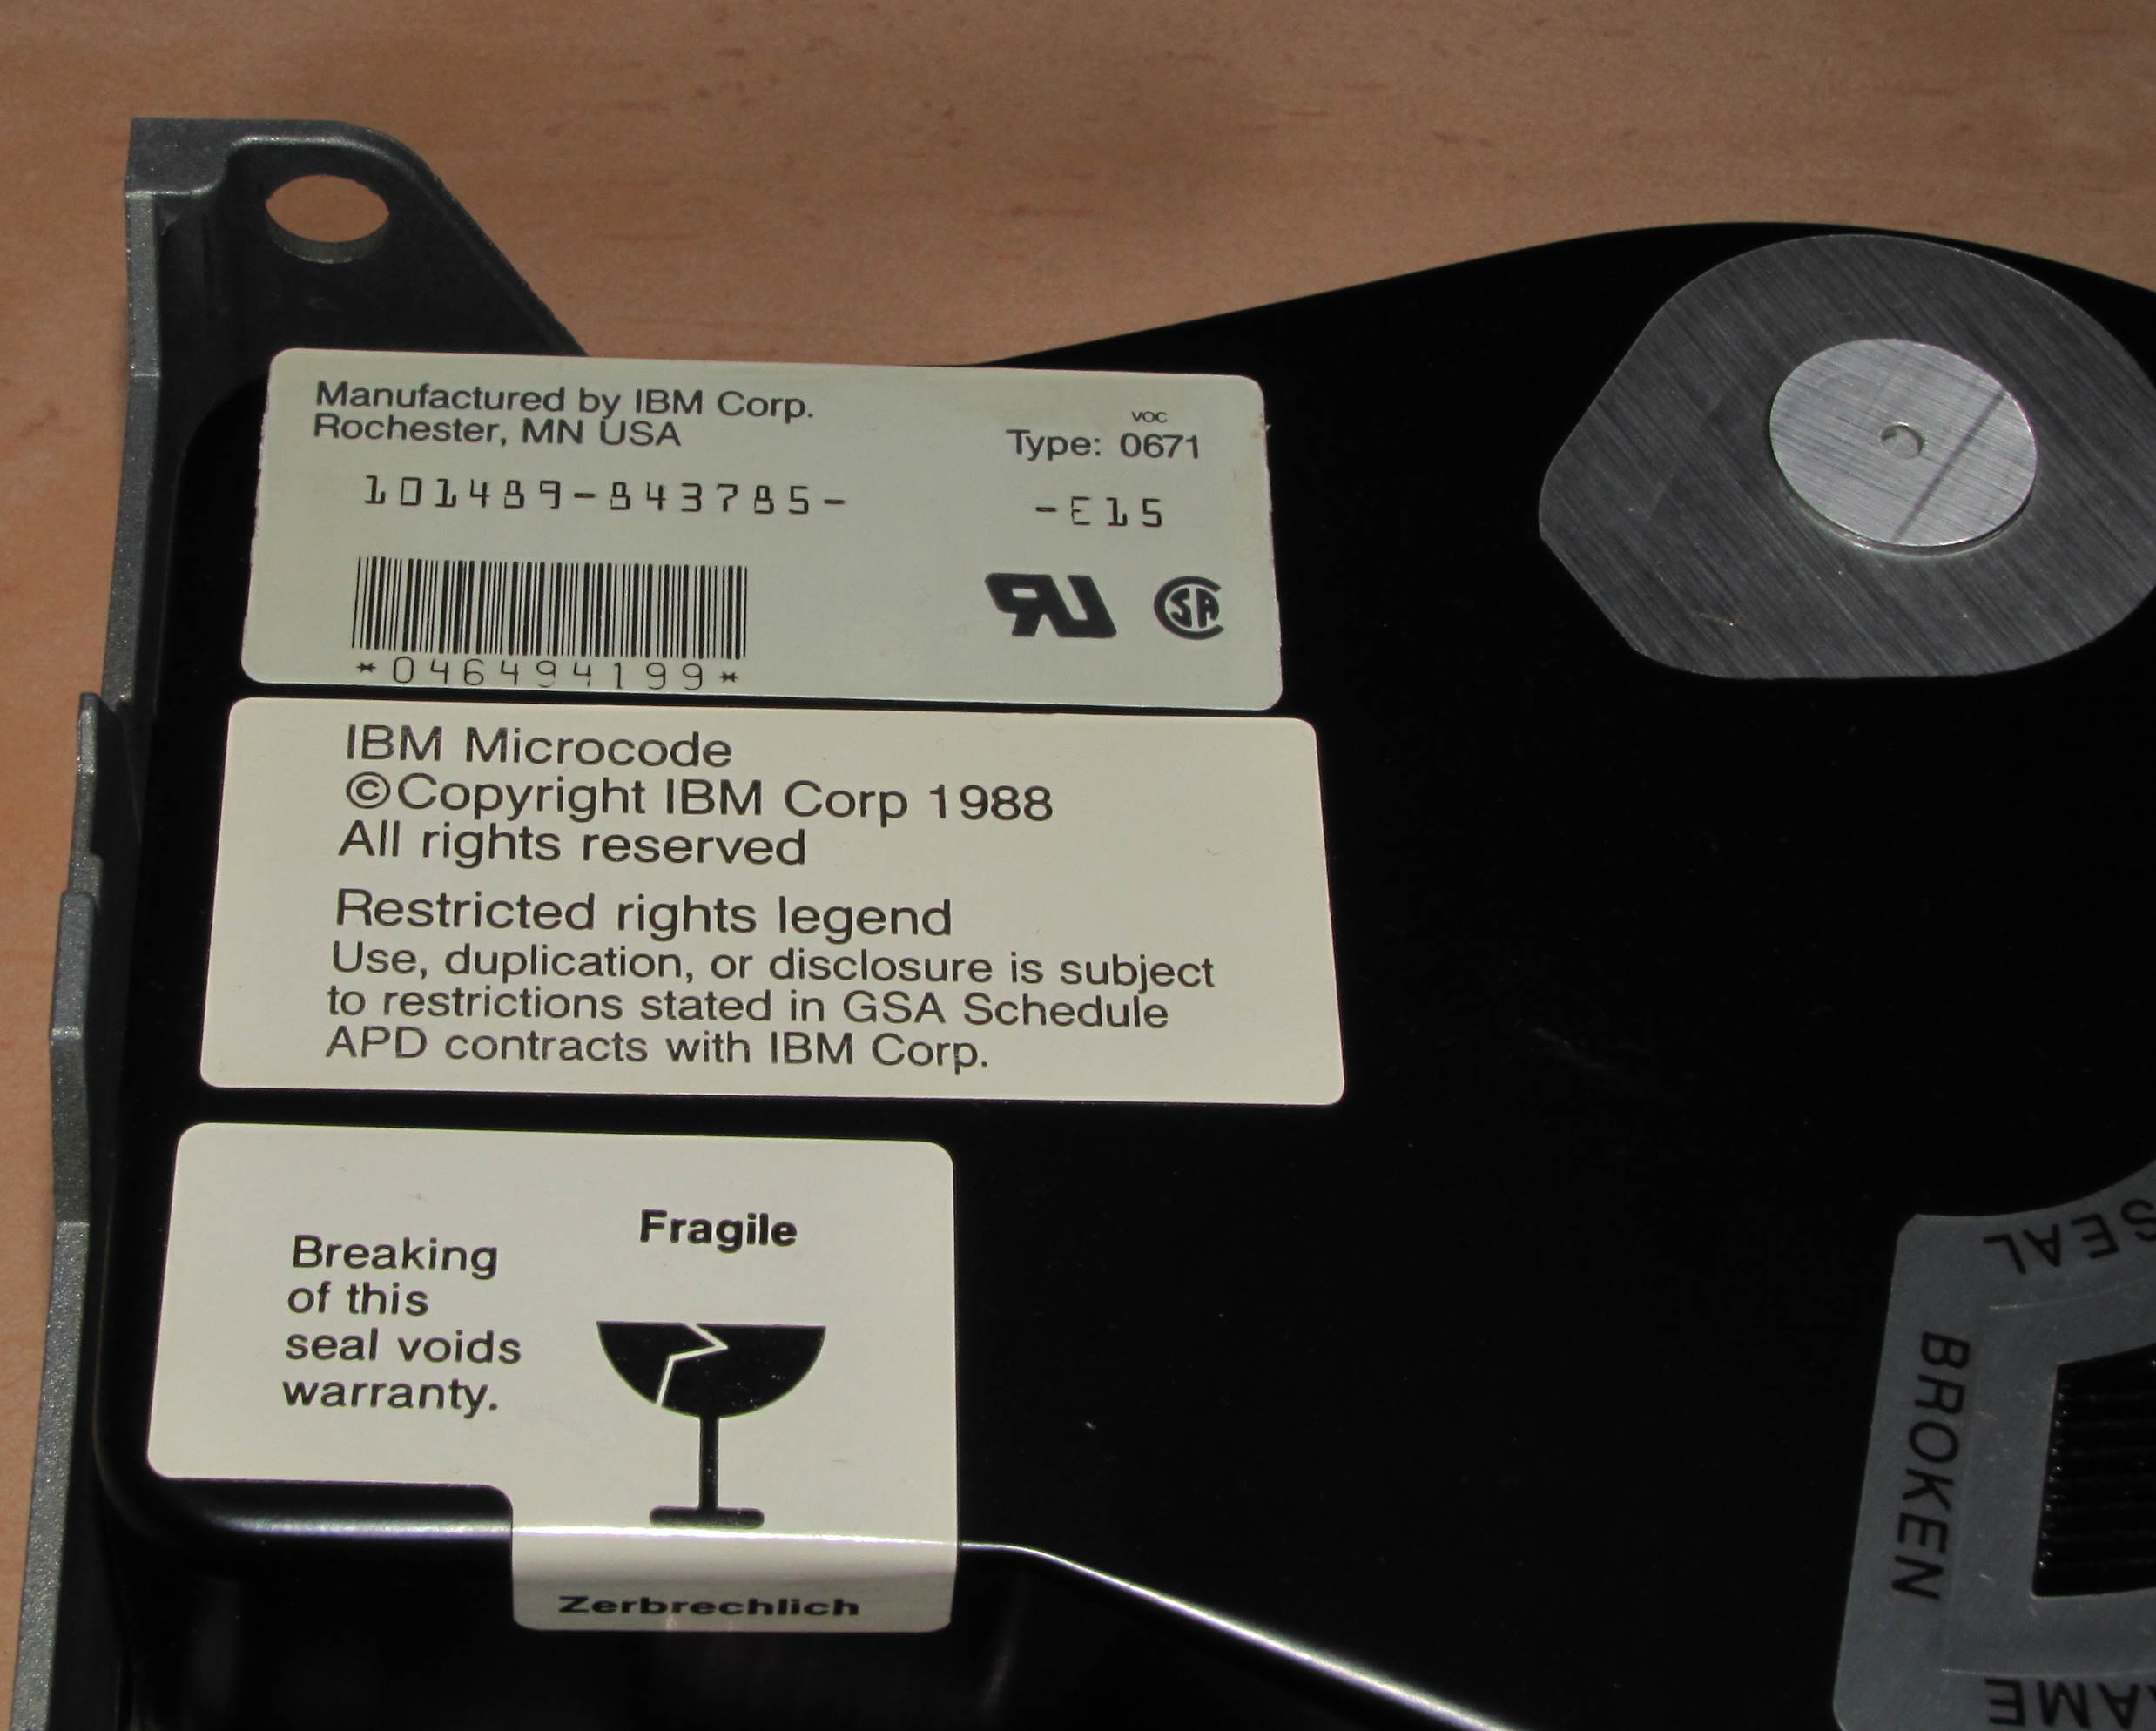 Manufactured by IBM Corp.
Rochester, MN USA
VOC
Type: 0671
101489-843785-
-E15
*046494199*
IBM Microcode
©Copyright IBM Corp 1988
All rights reserved
Restricted rights legend
Use, duplication, or disclosure is subject
to restrictions stated in GSA Schedule
APD contracts with IBM Corp.
Fragile
Breaking
of this
seal voids
warranty.
Zerbrechlich
SEAL
BROKEN